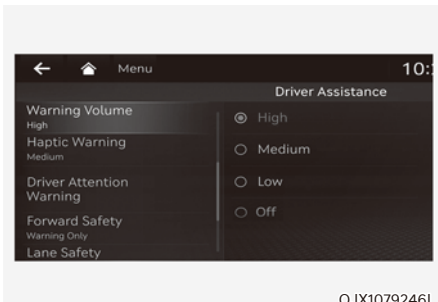 Menu
10:
Driver Assistance
Warning Volume
High
Haptic Warning
Medium
Driver Attention
Warning
Forward Safety
Warning Only
Lane Safety
High
Medium
Low
Off